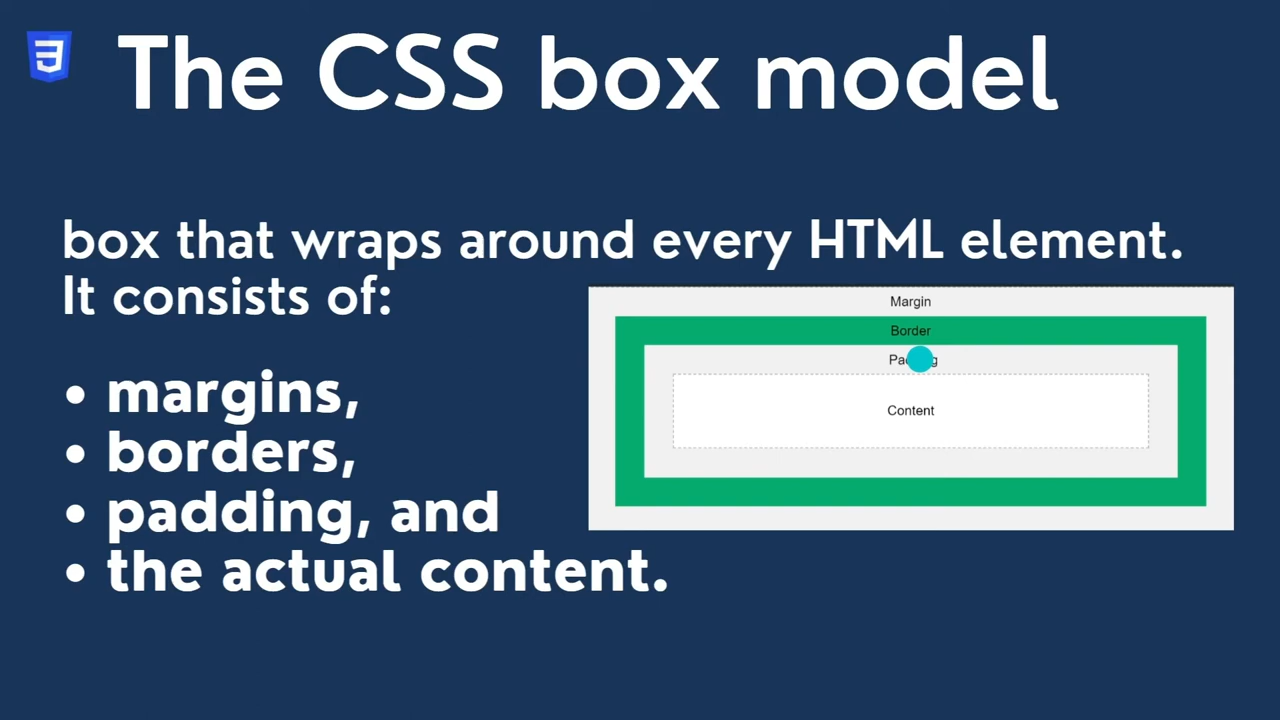 The CSS box model
box that wraps around every HTML element.
It consists of:
• margins,
• borders,
• padding, and
• the actual content.
Margin
Border
Content